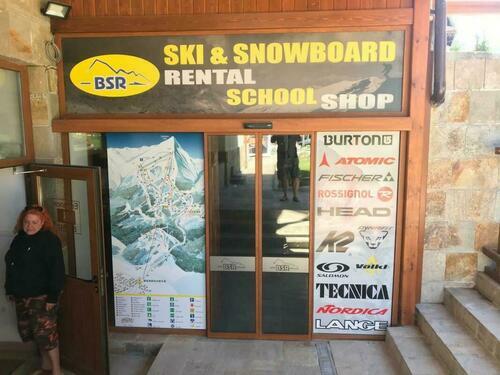 BSR
SKI & SNOWBOARD
RENTAL
SCHOOL SHOP
BURTON
ATOMIC
FISCHER
ROSSIGNOL
HEAD
K2 DYNAFIT
SALOMON Völkl
TECNICA
NORDICA
LANGE
BSR BSR